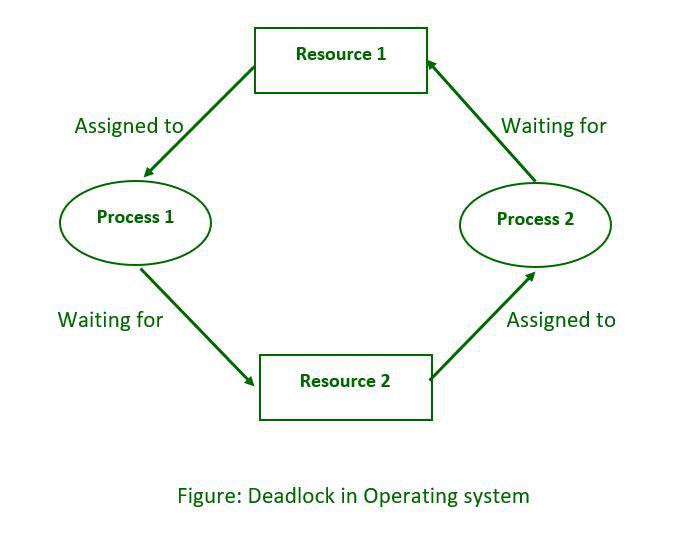 Resource 1
Assigned to
Waiting for
Process 1
Process 2
Waiting for
Assigned to
Resource 2
Figure: Deadlock in Operating system